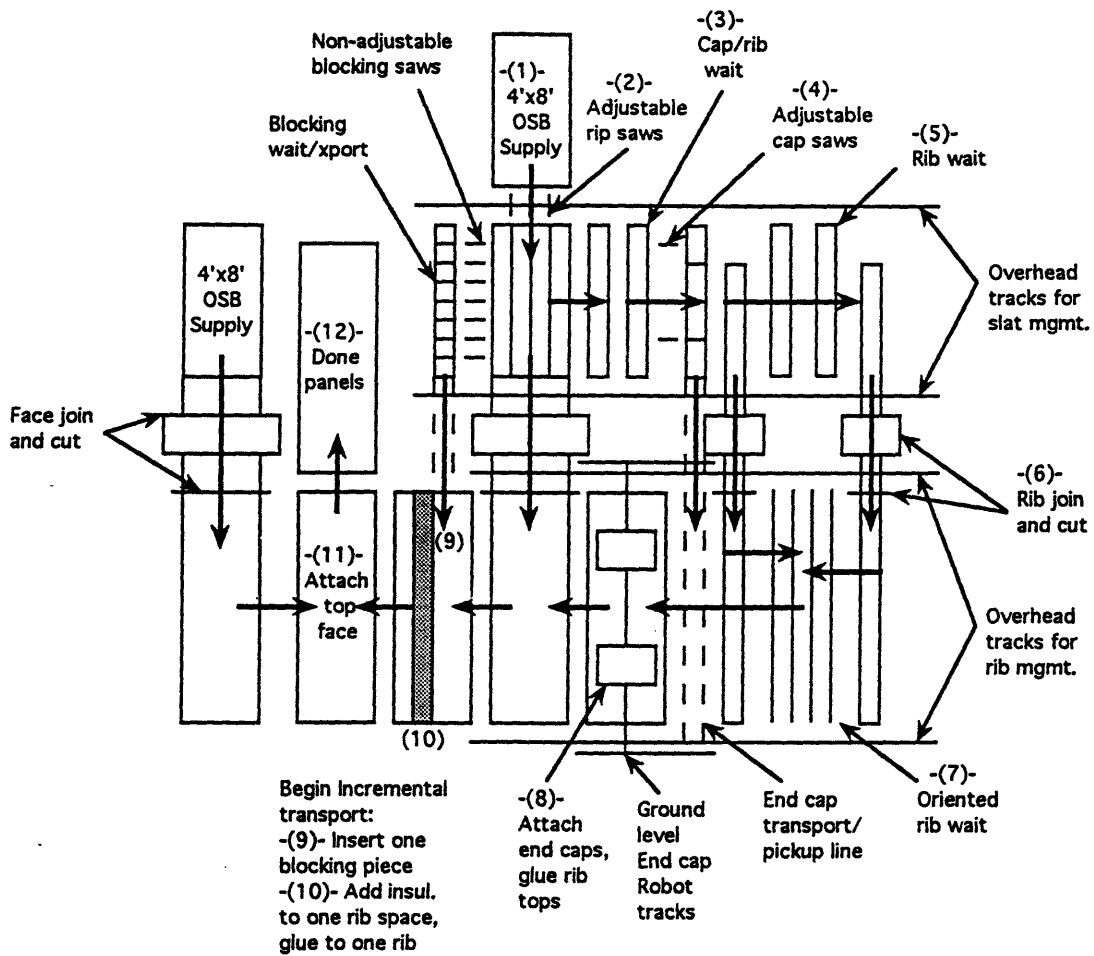 -(3)-
Cap/rib
wait
Non-adjustable
blocking saws
-(1)-
4'x8'
OSB
Supply
-(2)-
Adjustable
rip saws
-(4)-
Adjustable
cap saws
Blocking
wait/xport
-(5)-
Rib wait
4'x8'
OSB
Supply
-(12)-
Done
panels
Overhead
tracks for
slat mgmt.
Face join
and cut
-(6)-
Rib join
and cut
(9)
-(11)-
Attach
top
face
Overhead
tracks for
rib mgmt.
(10)
Begin Incremental
transport:
-(9)- Insert one
blocking piece
-(10)- Add insul.
to one rib space,
glue to one rib
-(8)-
Attach
end caps,
glue rib
tops
Ground
level
End cap
Robot
tracks
End cap
transport/
pickup line
-(7)-
Oriented
rib wait